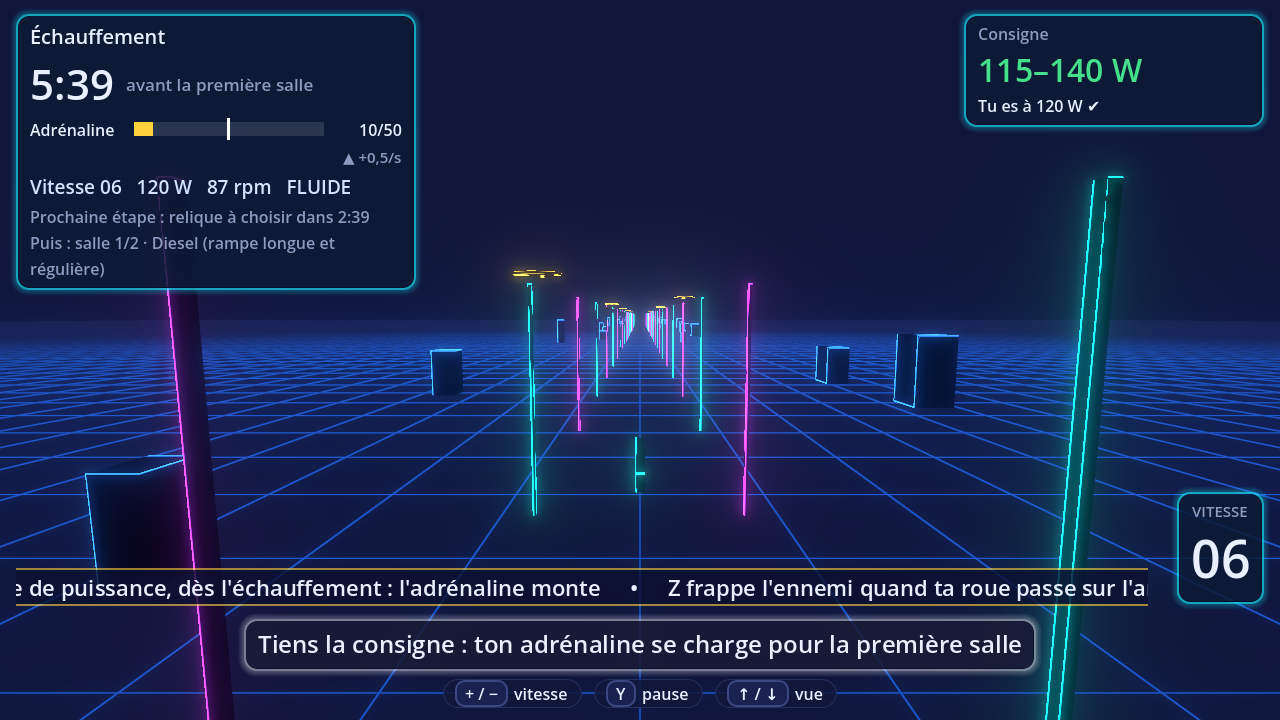 Échauffement
5:39 avant la première salle
Adrénaline 10/50
▲ +0,5/s
Vitesse 06 120 W 87 rpm FLUIDE
Prochaine étape : relique à choisir dans 2:39
Puis : salle 1/2 · Diesel (rampe longue et
régulière)
Consigne
115–140 W
Tu es à 120 W ✔
VITESSE
06
de puissance, dès l'échauffement : l'adrénaline monte • Z frappe l'ennemi quand ta roue passe sur
Tiens la consigne : ton adrénaline se charge pour la première salle
+ / − vitesse Y pause ↑ / ↓ vue